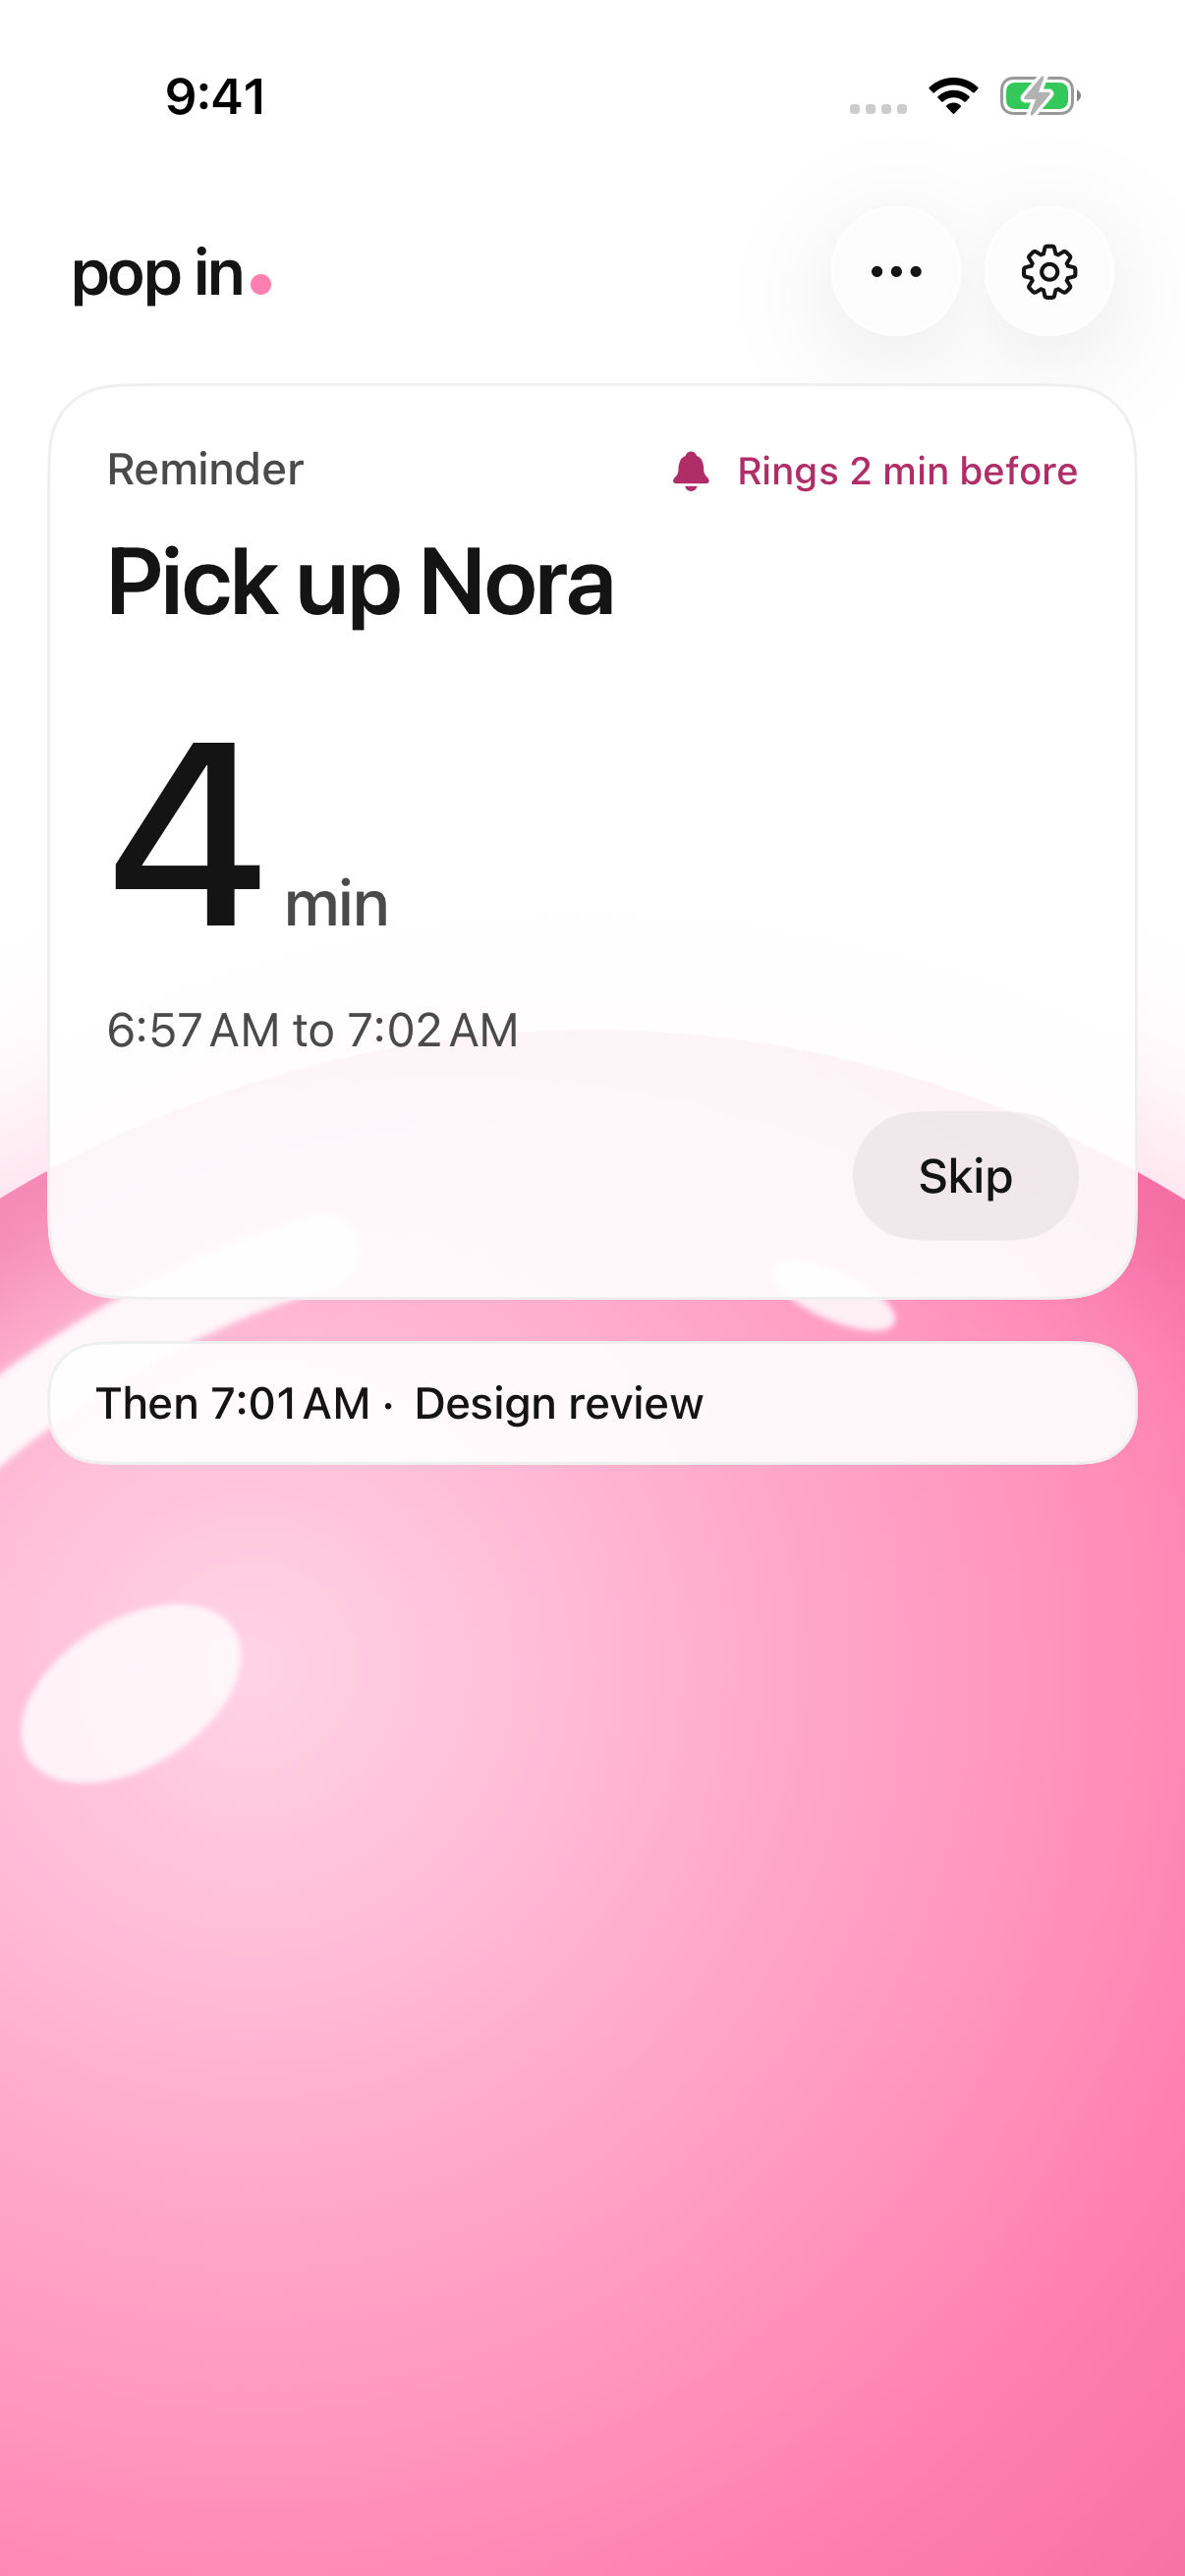 9:41
pop in
Reminder
Rings 2 min before
Pick up Nora
4 min
6:57 AM to 7:02 AM
Skip
Then 7:01 AM · Design review